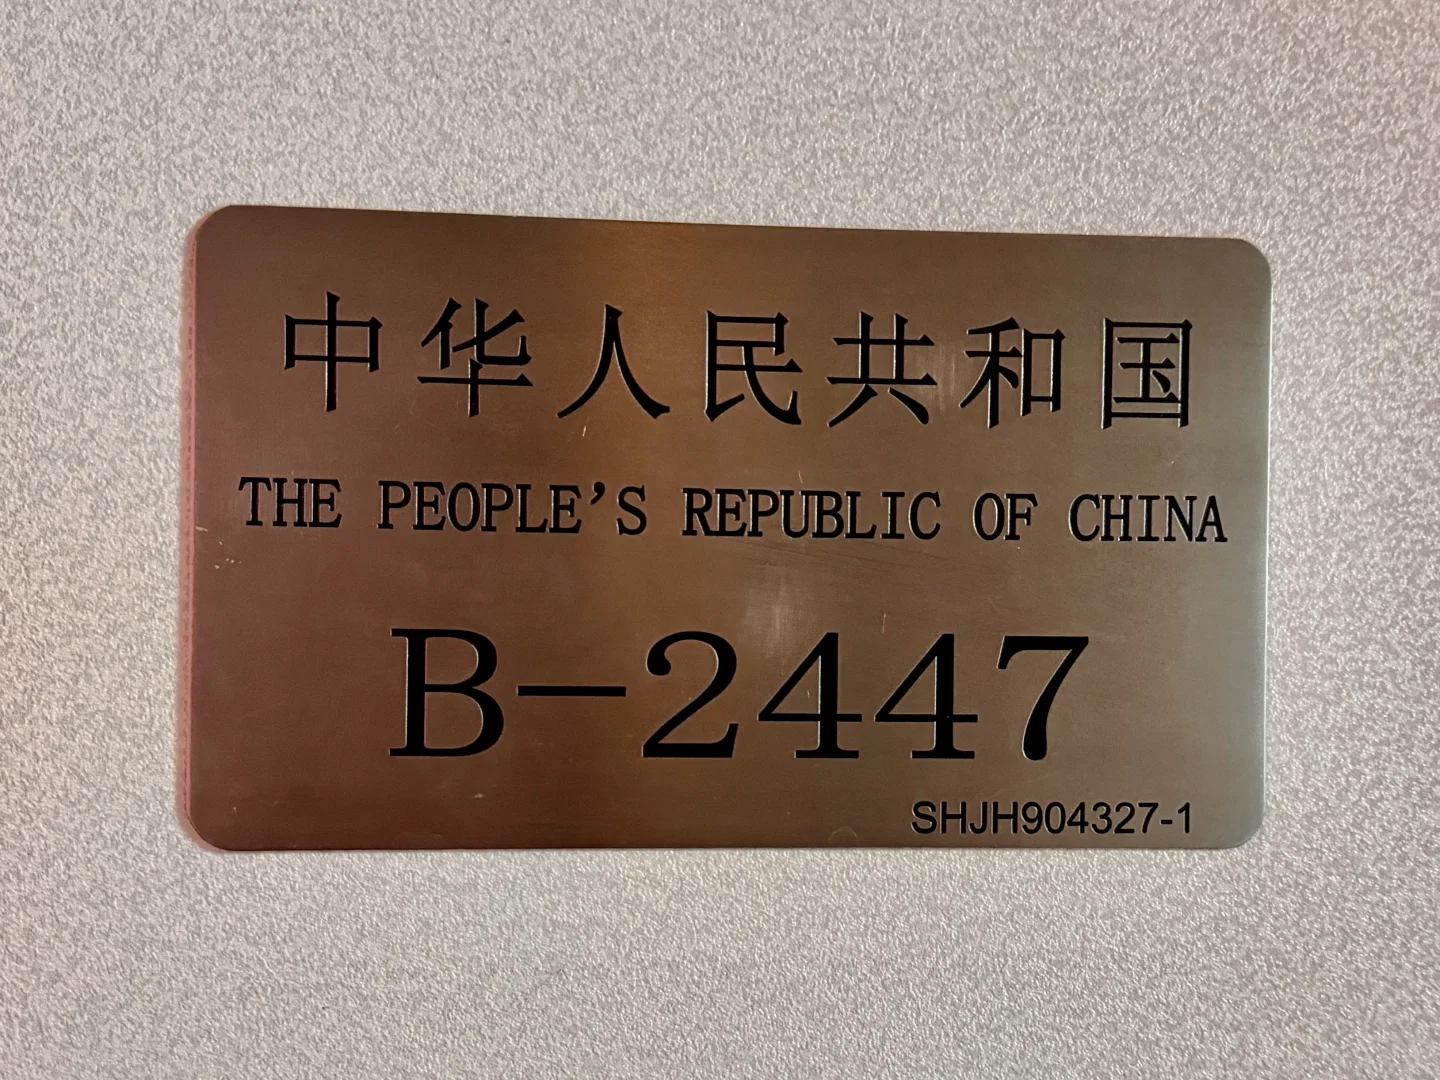 中华人民共和国
THE PEOPLE'S REPUBLIC OF CHINA
B-2447
SHJH904327-1